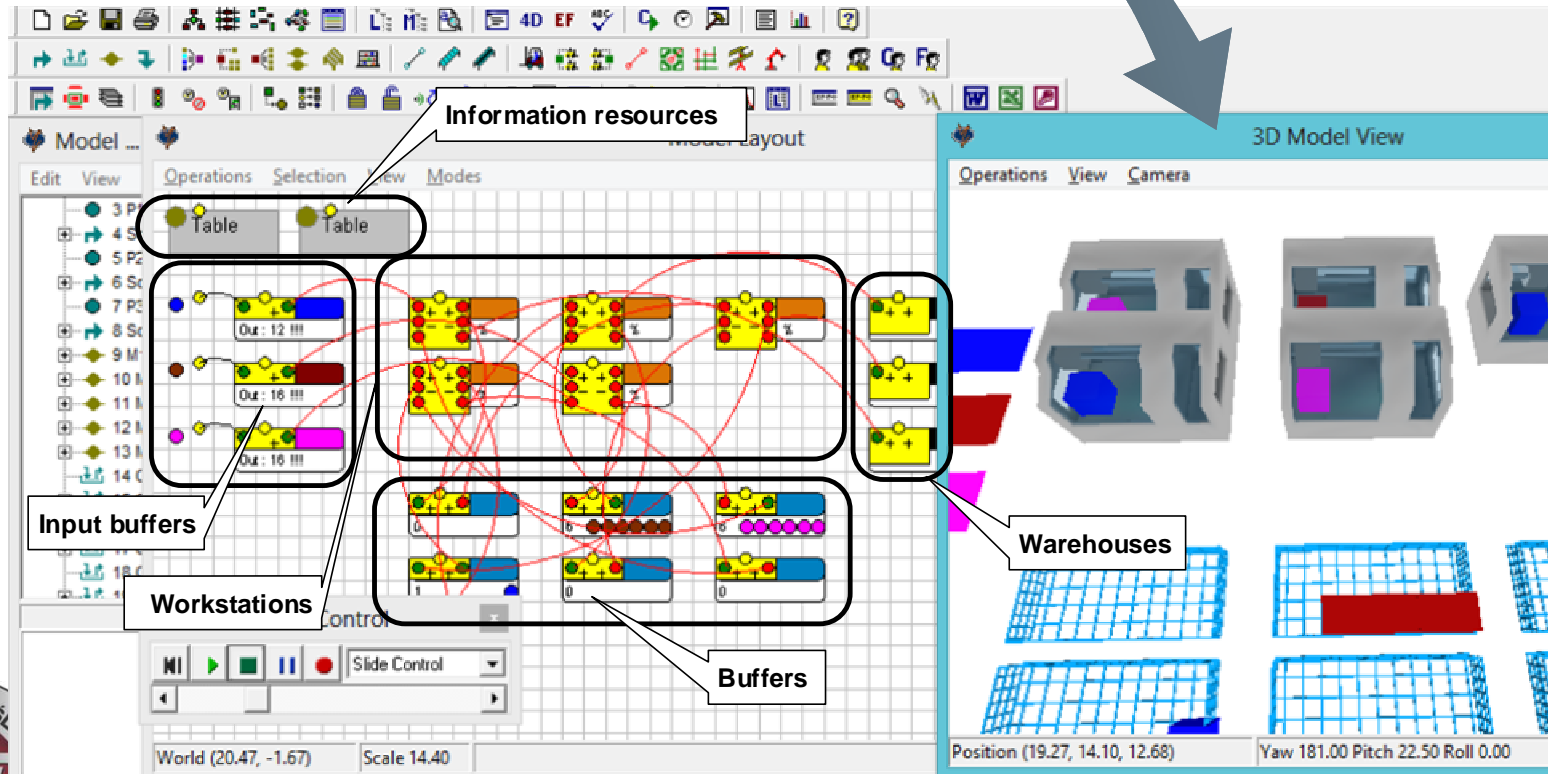 4D EF ABC
Information resources
Model ...
Model Layout
3D Model View
Edit View
Operations Selection View Modes
Operations View Camera
Table Table
4 S
5 P2
6 Sc
7 P3
8 Sc
9 M
10
11
12
13
14
Out : 12 !!!
Out : 16 !!!
Out : 16 !!!
% %
Input buffers
0 6 6
1 0 0
Workstations
Buffers
Warehouses
Control
Slide Control
World (20.47, -1.67) Scale 14.40
Position (19.27, 14.10, 12.68) Yaw 181.00 Pitch 22.50 Roll 0.00